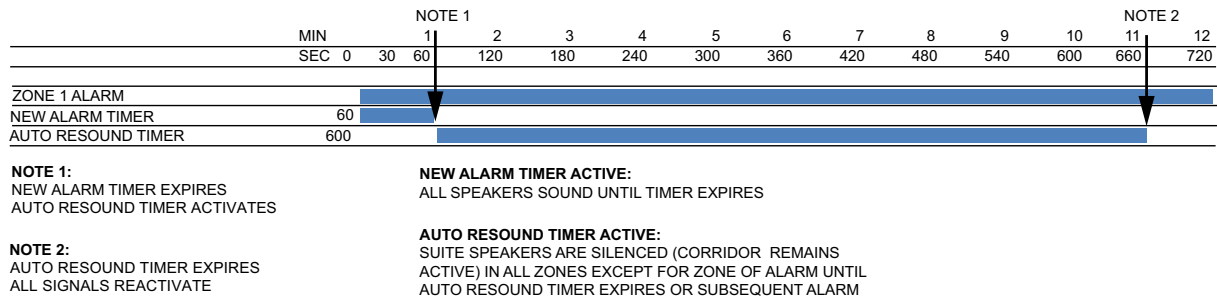 NOTE 1 NOTE 2
MIN 1 2 3 4 5 6 7 8 9 10 11 12
SEC 0 30 60 120 180 240 300 360 420 480 540 600 660 720
ZONE 1 ALARM
NEW ALARM TIMER 60
AUTO RESOUND TIMER 600
NOTE 1:
NEW ALARM TIMER EXPIRES
AUTO RESOUND TIMER ACTIVATES
NOTE 2:
AUTO RESOUND TIMER EXPIRES
ALL SIGNALS REACTIVATE
NEW ALARM TIMER ACTIVE:
ALL SPEAKERS SOUND UNTIL TIMER EXPIRES
AUTO RESOUND TIMER ACTIVE:
SUITE SPEAKERS ARE SILENCED (CORRIDOR REMAINS
ACTIVE) IN ALL ZONES EXCEPT FOR ZONE OF ALARM UNTIL
AUTO RESOUND TIMER EXPIRES OR SUBSEQUENT ALARM